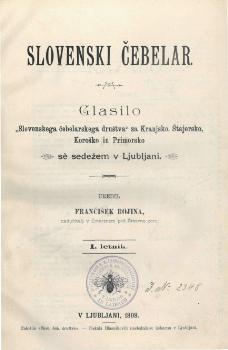 SLOVENSKI ČEBELAR.
Glasilo
„Slovenskega čebelarskega društva“ za Kranjsko, Štajersko,
Koroško in Primorsko
sè sedežem v Ljubljani.
UREDIL
FRANČIŠEK ROJINA,
I. letnik.
V LJUBLJANI, 1898.